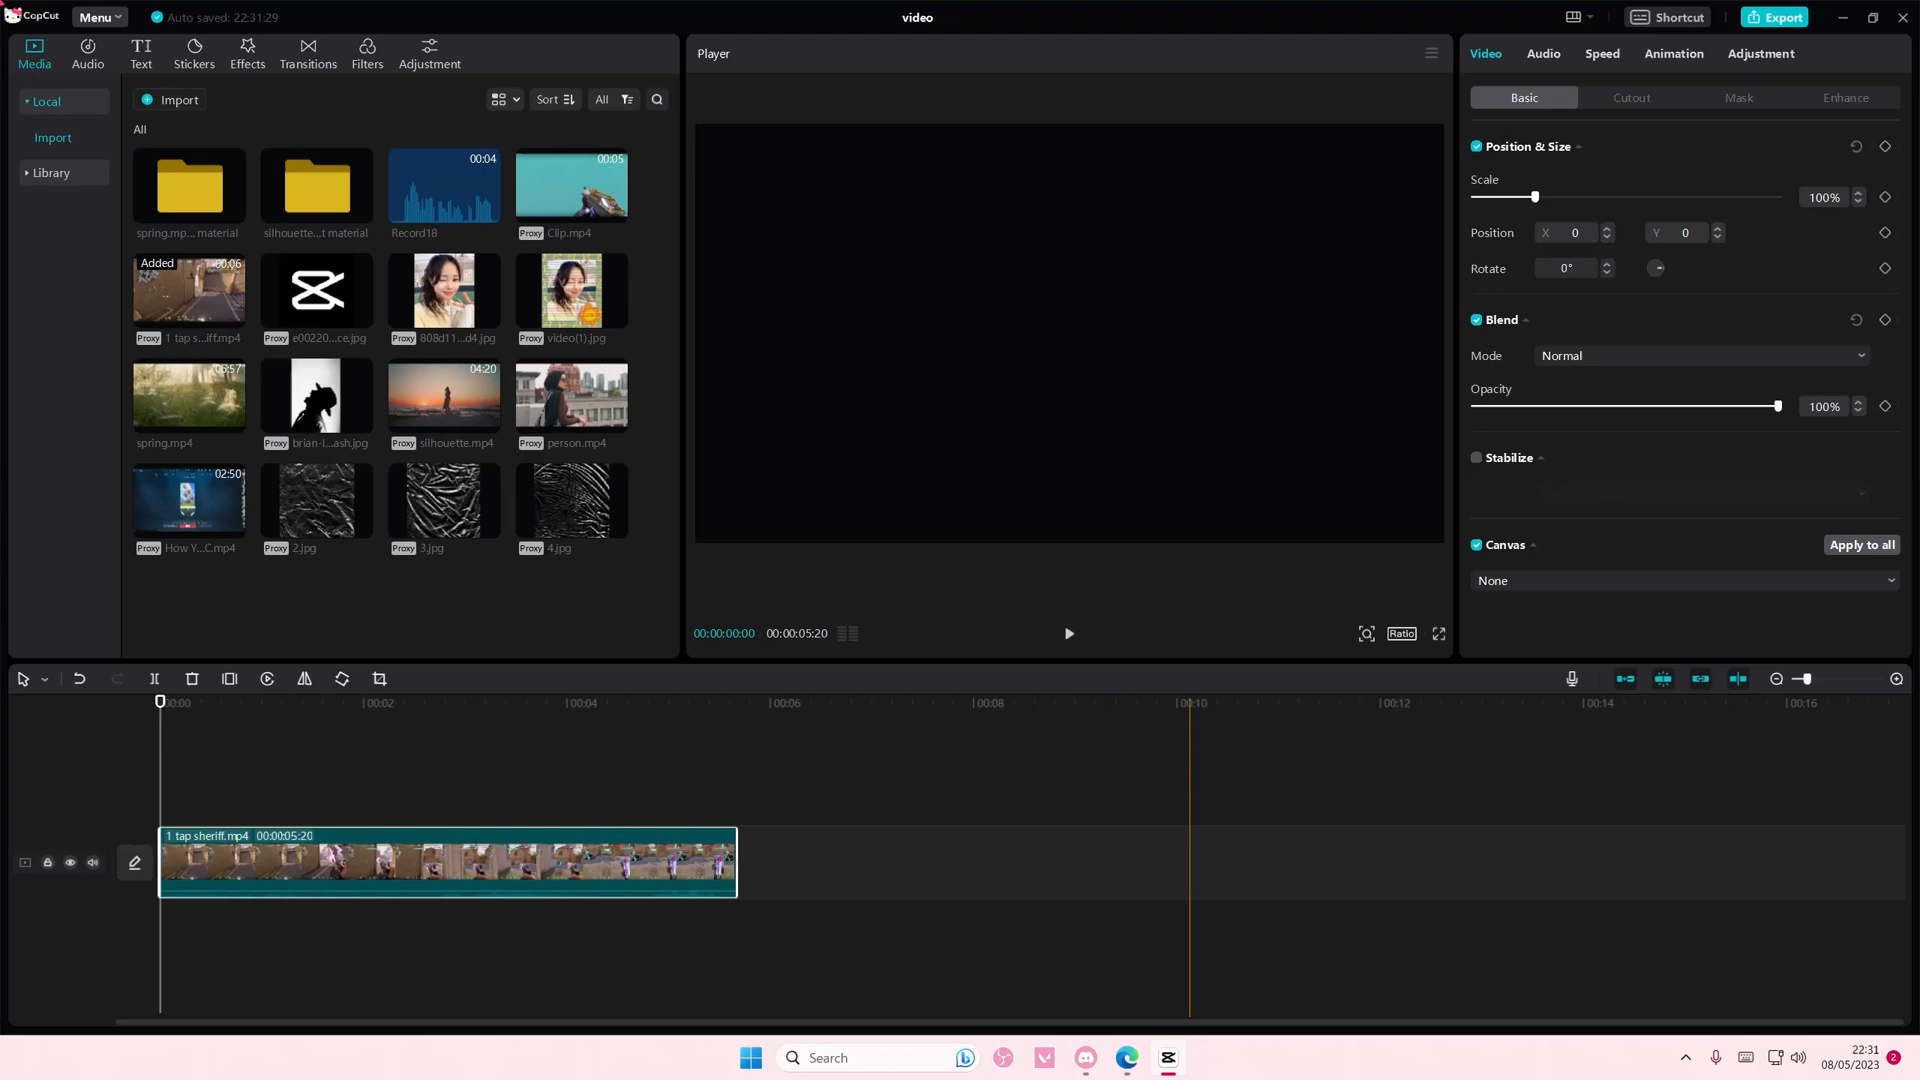 CapCut Menu Auto saved: 22:31:29 video Shortcut Export
Media Audio Text Stickers Effects Transitions Filters Adjustment
Local
Import
Library
Import Sort All
All
spring.mp... material
silhouette...t material
00:04
Record18
00:05
Proxy Clip.mp4
Added 00:06
Proxy 1 tap s...iff.mp4
Proxy e00220...ce.jpg
Proxy 808d11...d4.jpg
Proxy video(1).jpg
06:57
spring.mp4
Proxy brian-l...ash.jpg
04:20
Proxy silhouette.mp4
Proxy person.mp4
02:50
Proxy How Y...C.mp4
Proxy 2.jpg
Proxy 3.jpg
Proxy 4.jpg
Player
00:00:00:00 00:00:05:20
Ratio
Video Audio Speed Animation Adjustment
Basic Cutout Mask Enhance
Position & Size
Scale
100%
Position X 0 Y 0
Rotate 0°
Blend
Mode Normal
Opacity
100%
Stabilize
Canvas Apply to all
None
00:00 00:02 00:04 00:06 00:08 00:10 00:12 00:14 00:16
1 tap sheriff.mp4 00:00:05:20
Search
22:31
08/05/2023
2